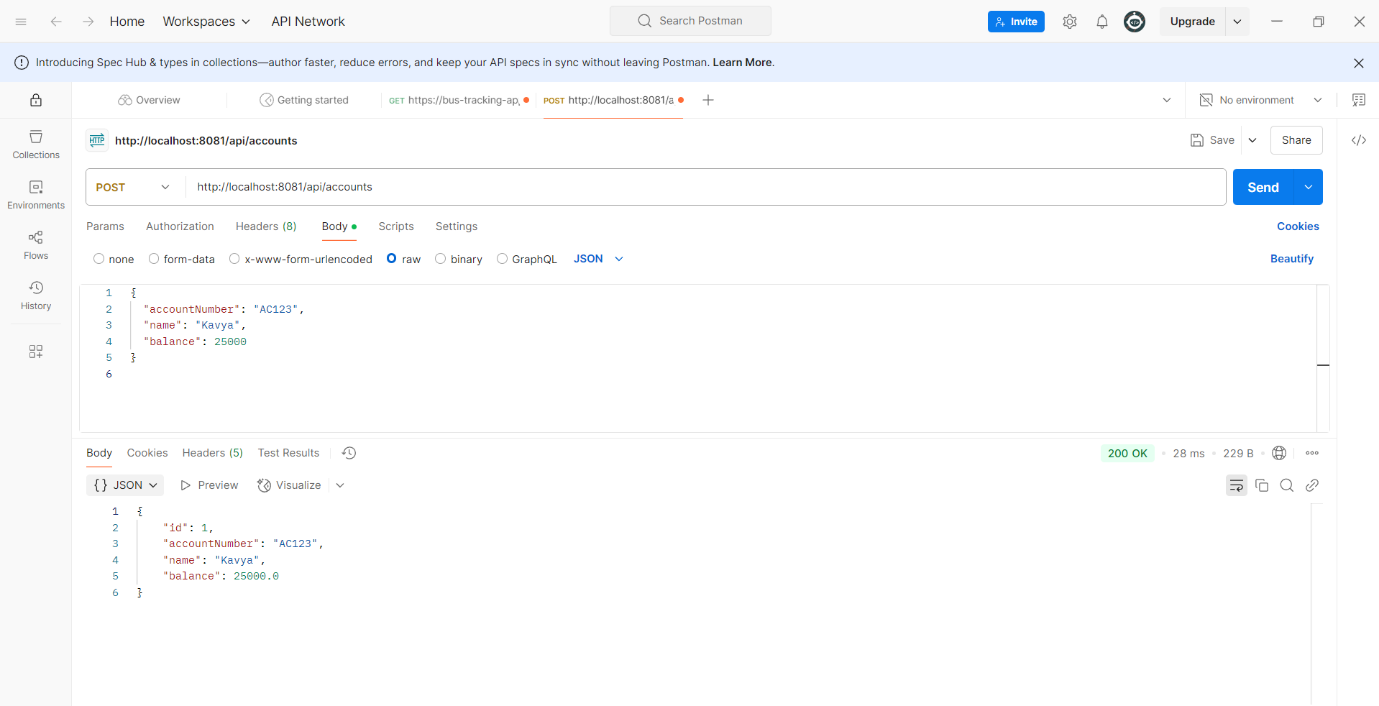 Home Workspaces API Network Search Postman Invite Upgrade
Introducing Spec Hub & types in collections—author faster, reduce errors, and keep your API specs in sync without leaving Postman. Learn More.
Overview Getting started GET https://bus-tracking-ap, POST http://localhost:8081/a No environment
HTTP http://localhost:8081/api/accounts Save Share
Collections
Environments
Flows
History
POST http://localhost:8081/api/accounts Send
Params Authorization Headers (8) Body Scripts Settings Cookies
none form-data x-www-form-urlencoded raw binary GraphQL JSON Beautify
1 {
2 "accountNumber": "AC123",
3 "name": "Kavya",
4 "balance": 25000
5 }
6
Body Cookies Headers (5) Test Results 200 OK 28 ms 229 B
{} JSON Preview Visualize
1 {
2 "id": 1,
3 "accountNumber": "AC123",
4 "name": "Kavya",
5 "balance": 25000.0
6 }